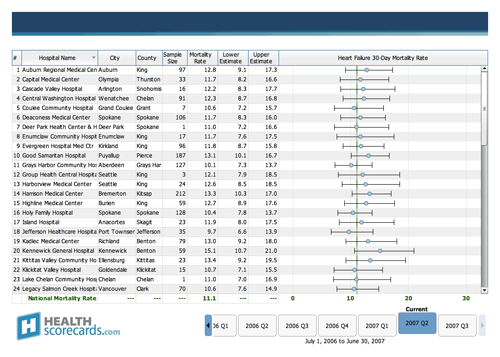 # Hospital Name City County Sample Size Mortality Rate Lower Estimate Upper Estimate Heart Failure 30-Day Mortality Rate
1 Auburn Regional Medical Cen Auburn King 97 12.8 9.1 17.3
2 Capital Medical Center Olympia Thurston 33 11.7 8.2 16.6
3 Cascade Valley Hospital Arlington Snohomis 16 12.2 8.3 17.7
4 Central Washington Hospital Wenatchee Chelan 91 12.3 8.7 16.8
5 Coulee Community Hospital Grand Coulee Grant 7 10.6 7.2 15.7
6 Deaconess Medical Center Spokane Spokane 106 11.7 8.3 16.0
7 Deer Park Health Center & H Deer Park Spokane 1 11.0 7.2 16.6
8 Enumclaw Community Hospit Enumclaw King 17 11.7 7.6 17.5
9 Evergreen Hospital Med Ctr Kirkland King 96 11.8 8.7 15.8
10 Good Samaritan Hospital Puyallup Pierce 187 13.1 10.1 16.7
11 Grays Harbor Community Hos Aberdeen Grays Har 127 10.1 7.3 13.7
12 Group Health Central Hospita Seattle King 3 12.1 7.9 18.5
13 Harborview Medical Center Seattle King 24 12.6 8.5 18.5
14 Harrison Medical Center Bremerton Kitsap 212 13.3 10.3 17.0
15 Highline Medical Center Burien King 59 12.7 8.9 17.6
16 Holy Family Hospital Spokane Spokane 128 10.4 7.8 13.7
17 Island Hospital Anacortes Skagit 23 11.9 8.0 17.5
18 Jefferson Healthcare Hospita Port Townser Jefferson 35 9.7 6.6 13.9
19 Kadlec Medical Center Richland Benton 79 13.0 9.2 18.0
20 Kennewick General Hospital Kennewick Benton 59 15.1 10.7 21.0
21 Kittitas Valley Community Ho Ellensburg Kittitas 23 13.4 9.2 19.5
22 Klickitat Valley Hospital Goldendale Klickitat 15 10.7 7.1 15.5
23 Lake Chelan Community Hosp Chelan Chelan 1 11.0 7.0 16.9
24 Legacy Salmon Creek Hospita Vancouver Clark 70 10.6 7.6 14.9
National Mortality Rate --- --- --- 11.1 --- --- 0 10 20 30
HEALTH
scorecards.com
Current
06 Q1 2006 Q2 2006 Q3 2006 Q4 2007 Q1 2007 Q2 2007 Q3
July 1, 2006 to June 30, 2007